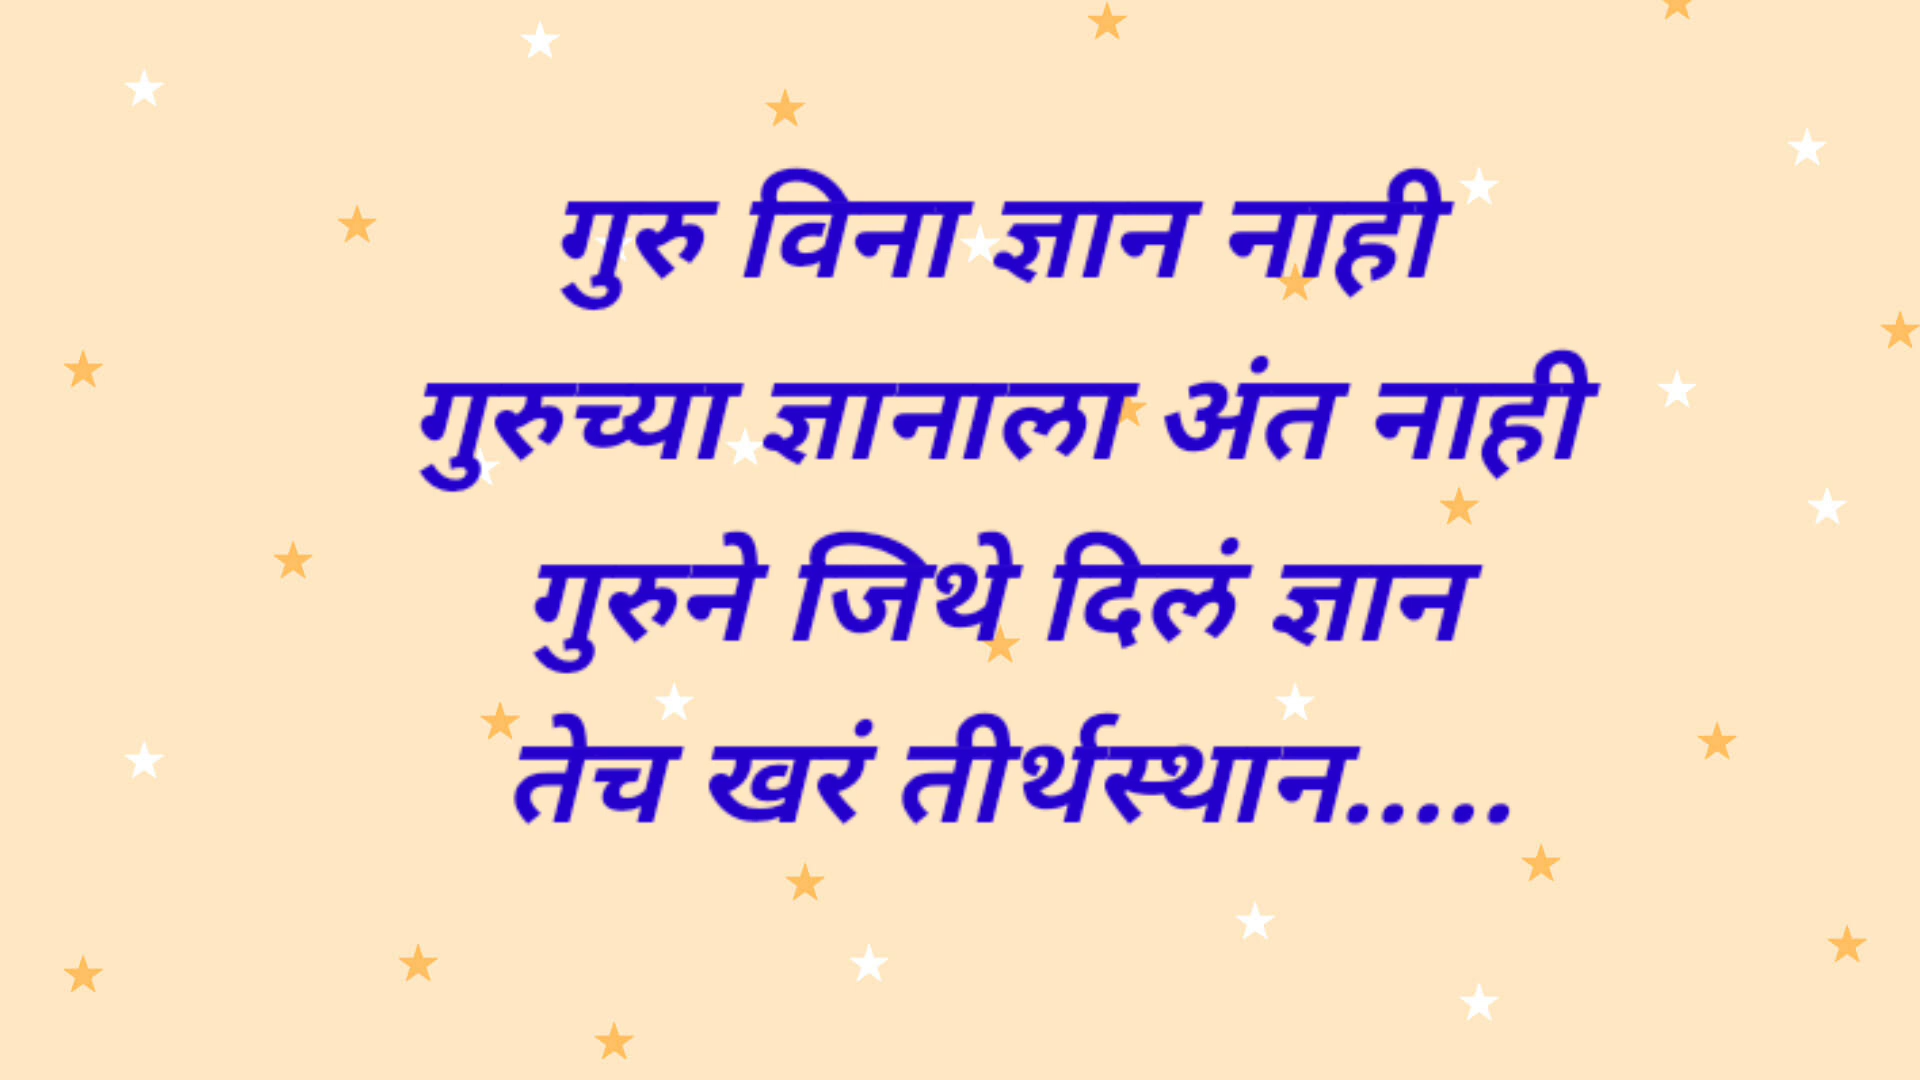 गुरु विना ज्ञान नाही
गुरुच्या ज्ञानाला अंत नाही
गुरुने जिथे दिलं ज्ञान
तेच खरं तीर्थस्थान.....